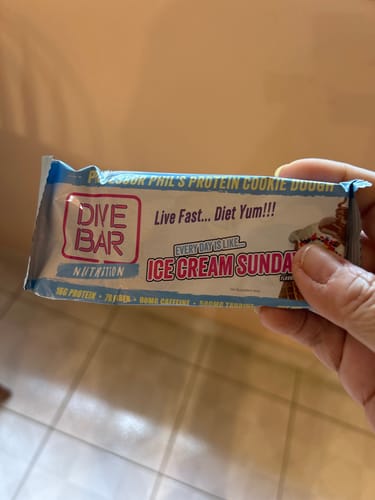 PROFESSOR PHIL'S PROTEIN COOKIE DOUGH
DIVE
BAR
NUTRITION
Live Fast... Diet Yum!!!
EVERY DAY IS LIKE...
ICE CREAM SUNDA
16G PROTEIN • 7G FIBER • 80MG CAFFEINE • 500MG TAURINE